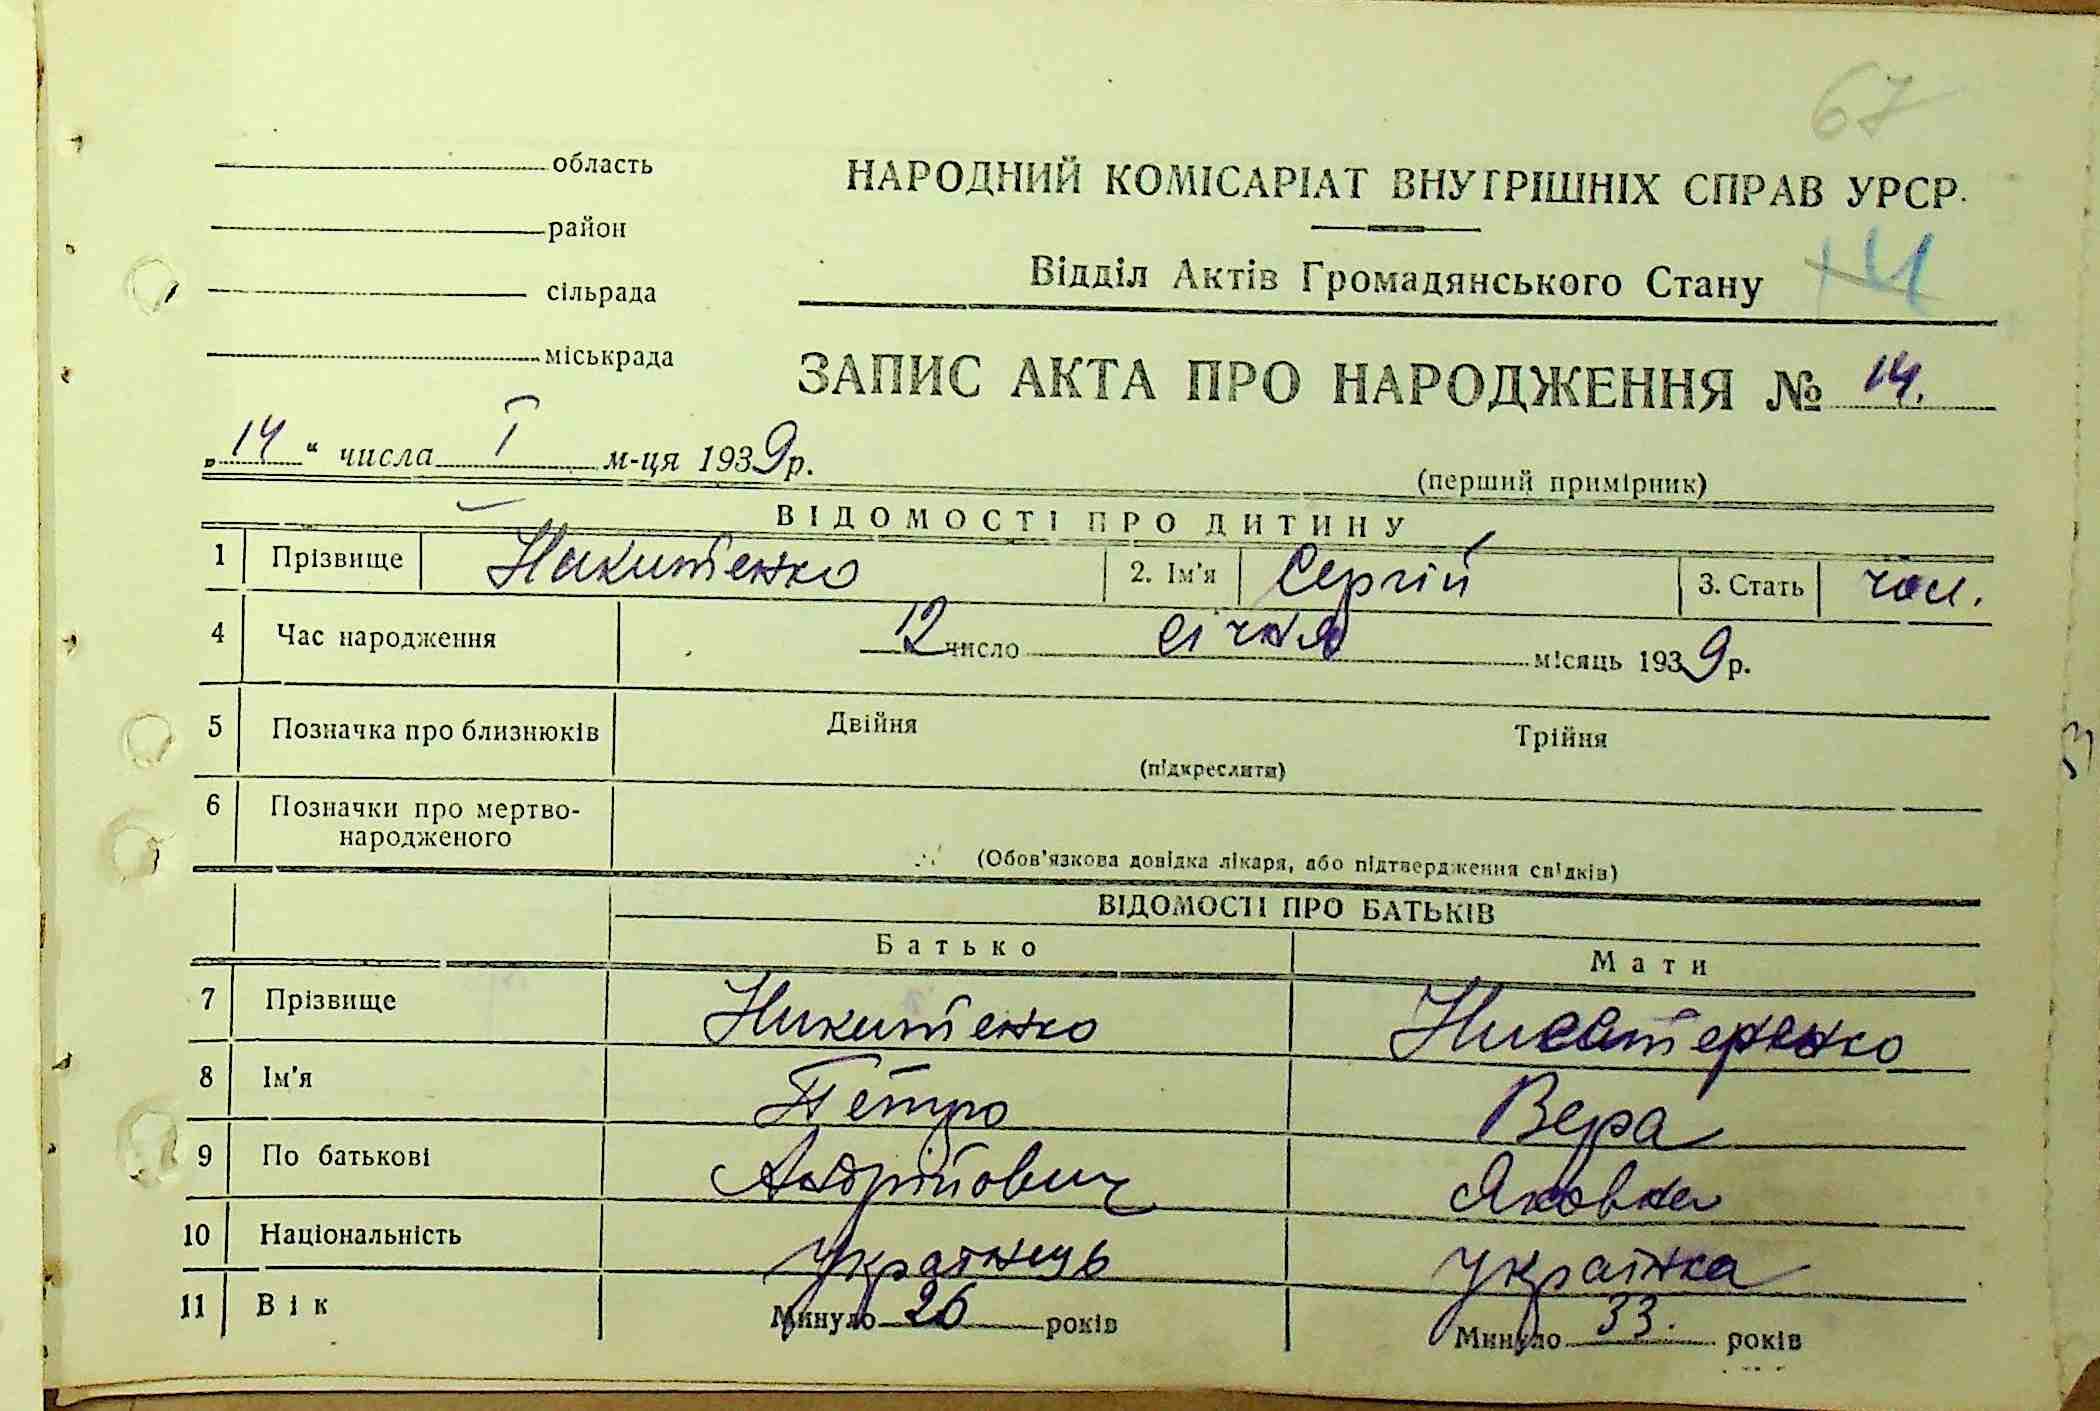 67
область
НАРОДНИЙ КОМІСАРІАТ ВНУТРІШНІХ СПРАВ УРСР.
район
Відділ Актів Громадянського Стану
14
сільрада
міськрада
ЗАПИС АКТА ПРО НАРОДЖЕННЯ № 14.
„14“ числа I м-ця 1939р.
(перший примірник)
ВІДОМОСТІ ПРО ДИТИНУ
1 Прізвище Никитенко 2. Ім'я Сергій 3. Стать чол.
4 Час народження 12 число січня місяць 1939р.
5 Позначка про близнюків Двійня Трійня
(підкреслити)
6 Позначки про мертво-
народженого
(Обов'язкова довідка лікаря, або підтвердження свідків)
ВІДОМОСТІ ПРО БАТЬКІВ
Батько Мати
7 Прізвище Никитенко
8 Ім'я Петро Вера
9 По батькові Андрійович Яковна
10 Національність українець українка
11 Вік Минуло 26 років Минуло 33. років